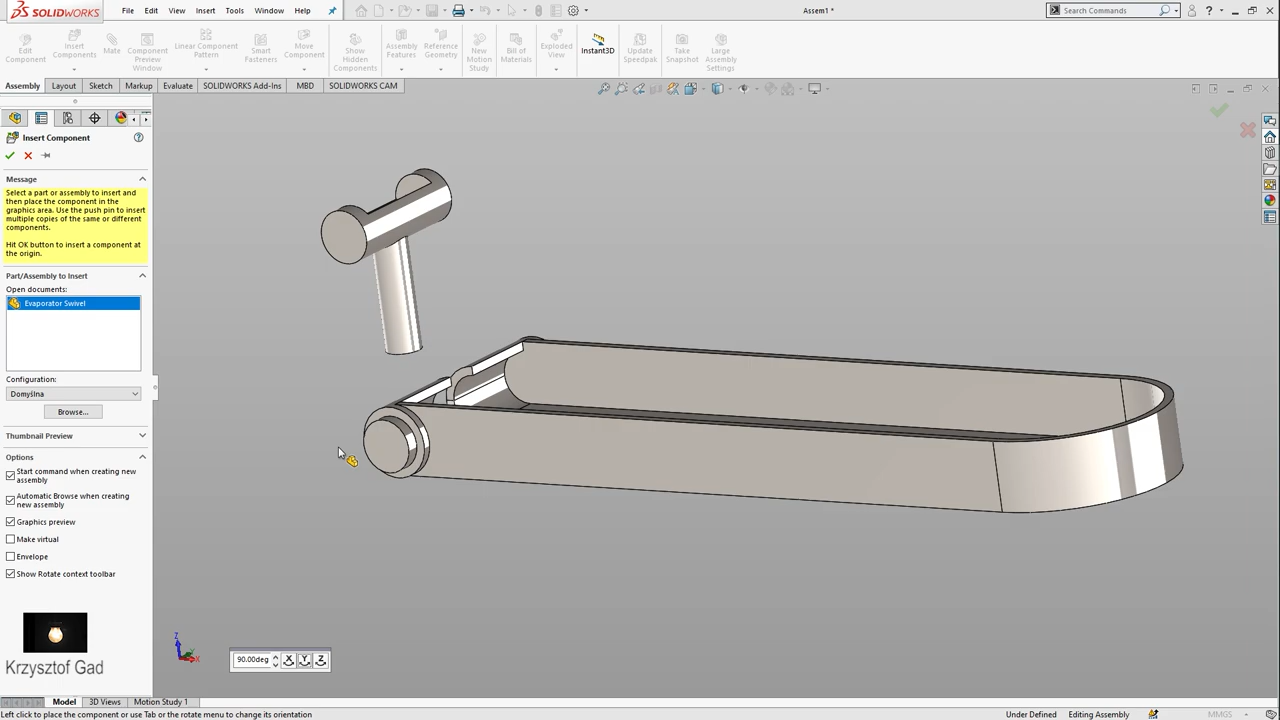 SOLIDWORKS
File Edit View Insert Tools Window Help
Assem1 *
Search Commands
Edit Component
Insert Components
Mate
Component Preview Window
Linear Component Pattern
Smart Fasteners
Move Component
Show Hidden Components
Assembly Features
Reference Geometry
New Motion Study
Bill of Materials
Exploded View
Instant3D
Update Speedpak
Take Snapshot
Large Assembly Settings
Assembly Layout Sketch Markup Evaluate SOLIDWORKS Add-Ins MBD SOLIDWORKS CAM
Insert Component
Message
Select a part or assembly to insert and
then place the component in the
graphics area. Use the push pin to insert
multiple copies of the same or different
components.
Hit OK button to insert a component at
the origin.
Part/Assembly to Insert
Open documents:
Evaporator Swivel
Configuration:
Domyślna
Browse...
Thumbnail Preview
Options
Start command when creating new
assembly
Automatic Browse when creating
new assembly
Graphics preview
Make virtual
Envelope
Show Rotate context toolbar
Krzysztof Gad
Z
X
90.00deg X Y Z
Model 3D Views Motion Study 1
Left click to place the component or use Tab or the rotate menu to change its orientation
Under Defined Editing Assembly MMGS